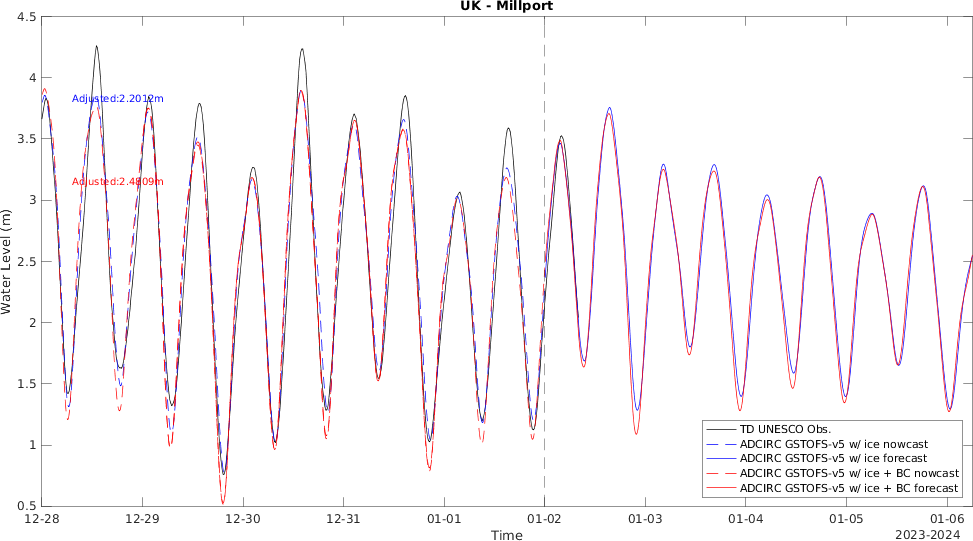 UK - Millport
4.5
4
3.5
3
2.5
2
1.5
1
0.5
Water Level (m)
Adjusted:2.2012m
Adjusted:2.4809m
TD UNESCO Obs.
ADCIRC GSTOFS-v5 w/ ice nowcast
ADCIRC GSTOFS-v5 w/ ice forecast
ADCIRC GSTOFS-v5 w/ ice + BC nowcast
ADCIRC GSTOFS-v5 w/ ice + BC forecast
12-28 12-29 12-30 12-31 01-01 01-02 01-03 01-04 01-05 01-06
Time
2023-2024